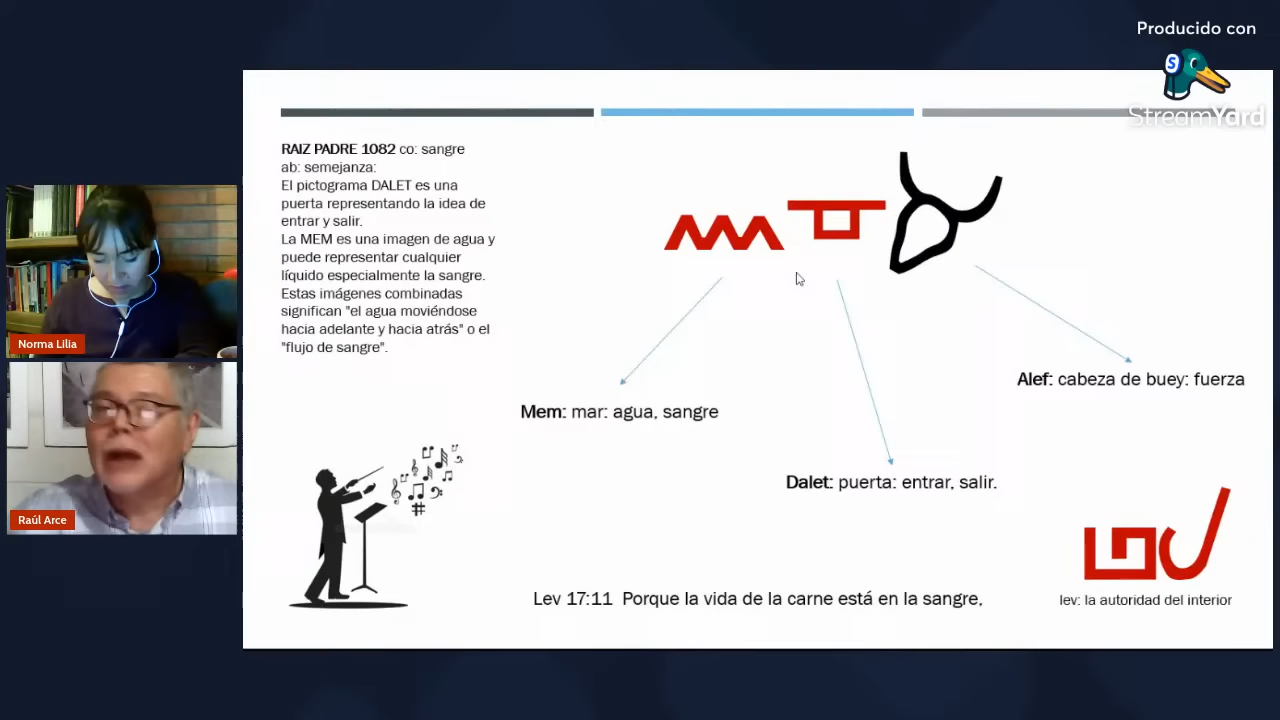 Producido con
StreamYard
RAIZ PADRE 1082 co: sangre
ab: semejanza:
El pictograma DALET es una
puerta representando la idea de
entrar y salir.
La MEM es una imagen de agua y
puede representar cualquier
líquido especialmente la sangre.
Estas imágenes combinadas
significan "el agua moviéndose
hacia adelante y hacia atrás" o el
"flujo de sangre".
Norma Lilia
Alef: cabeza de buey: fuerza
Mem: mar: agua, sangre
Dalet: puerta: entrar, salir.
Raúl Arce
Lev 17:11 Porque la vida de la carne está en la sangre,
lev: la autoridad del interior